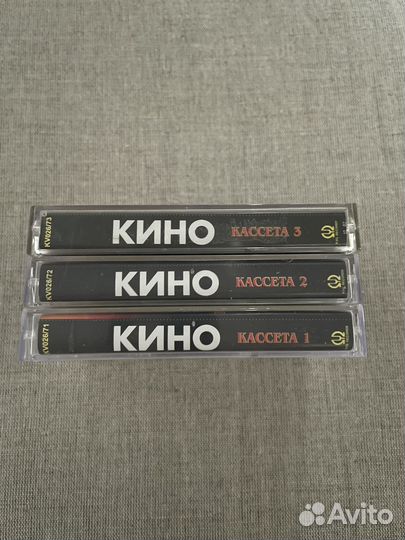 KV026/73 КИНО КАССЕТА 3
KV026/72 КИНО КАССЕТА 2
KV026/71 КИНО КАССЕТА 1
Avito